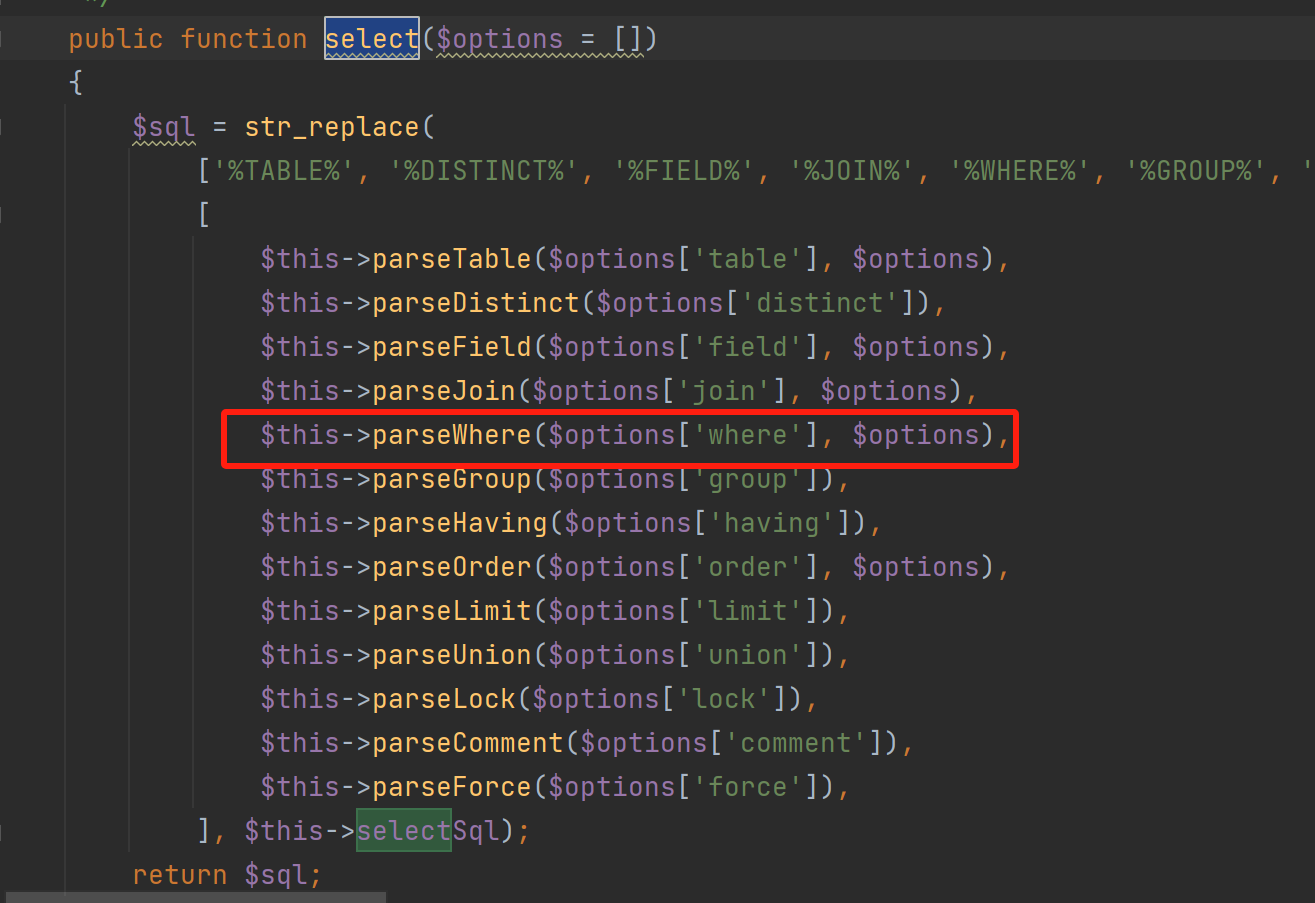 */
public function select($options = [])
{
$sql = str_replace(
['%TABLE%', '%DISTINCT%', '%FIELD%', '%JOIN%', '%WHERE%', '%GROUP%', '
[
$this->parseTable($options['table'], $options),
$this->parseDistinct($options['distinct']),
$this->parseField($options['field'], $options),
$this->parseJoin($options['join'], $options),
$this->parseWhere($options['where'], $options),
$this->parseGroup($options['group']),
$this->parseHaving($options['having']),
$this->parseOrder($options['order'], $options),
$this->parseLimit($options['limit']),
$this->parseUnion($options['union']),
$this->parseLock($options['lock']),
$this->parseComment($options['comment']),
$this->parseForce($options['force']),
], $this->selectSql);
return $sql;